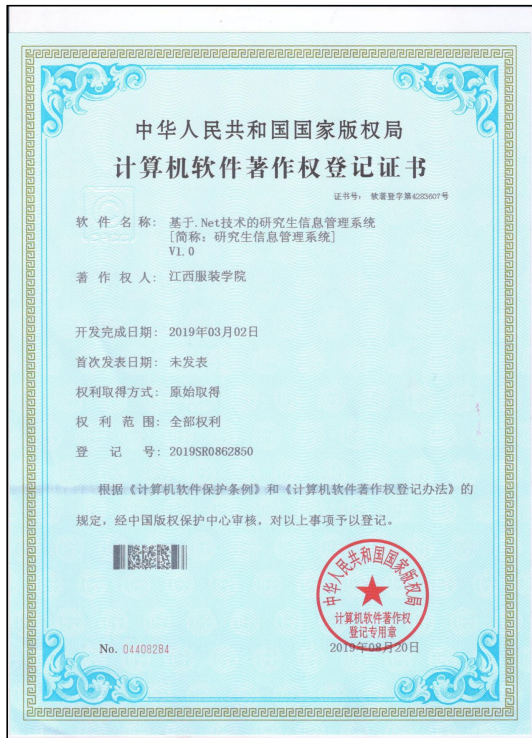 中华人民共和国国家版权局
计算机软件著作权登记证书
证书号: 软著登字第4283607号
软件名称: 基于.Net技术的研究生信息管理系统
[简称: 研究生信息管理系统]
V1.0
著作权人: 江西服装学院
开发完成日期: 2019年03月02日
首次发表日期: 未发表
权利取得方式: 原始取得
权利范围: 全部权利
登记号: 2019SR0862850
根据《计算机软件保护条例》和《计算机软件著作权登记办法》的
规定, 经中国版权保护中心审核, 对以上事项予以登记。
中华人民共和国国家版权局
计算机软件著作权
登记专用章
No. 04408284
2019年08月20日